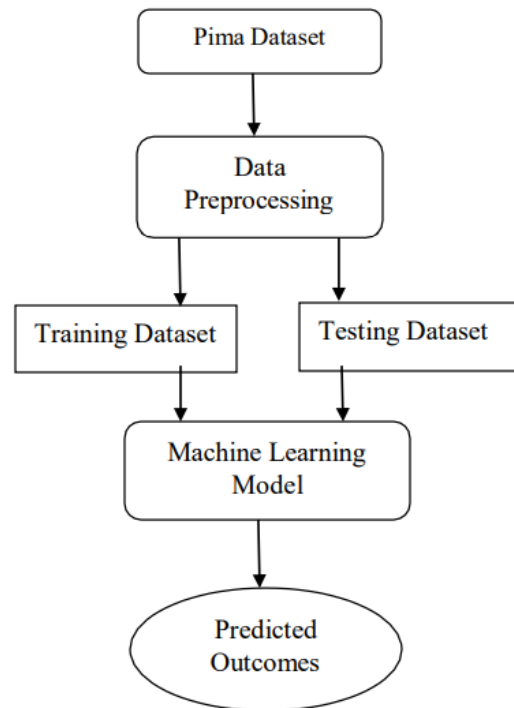 Pima Dataset
Data
Preprocessing
Training Dataset
Testing Dataset
Machine Learning
Model
Predicted
Outcomes